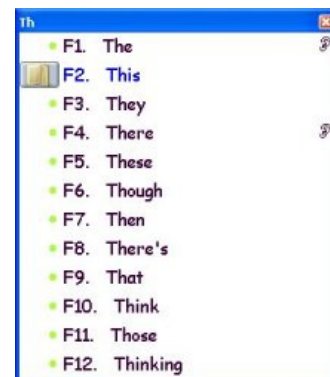 Th
F1. The
F2. This
F3. They
F4. There
F5. These
F6. Though
F7. Then
F8. There's
F9. That
F10. Think
F11. Those
F12. Thinking